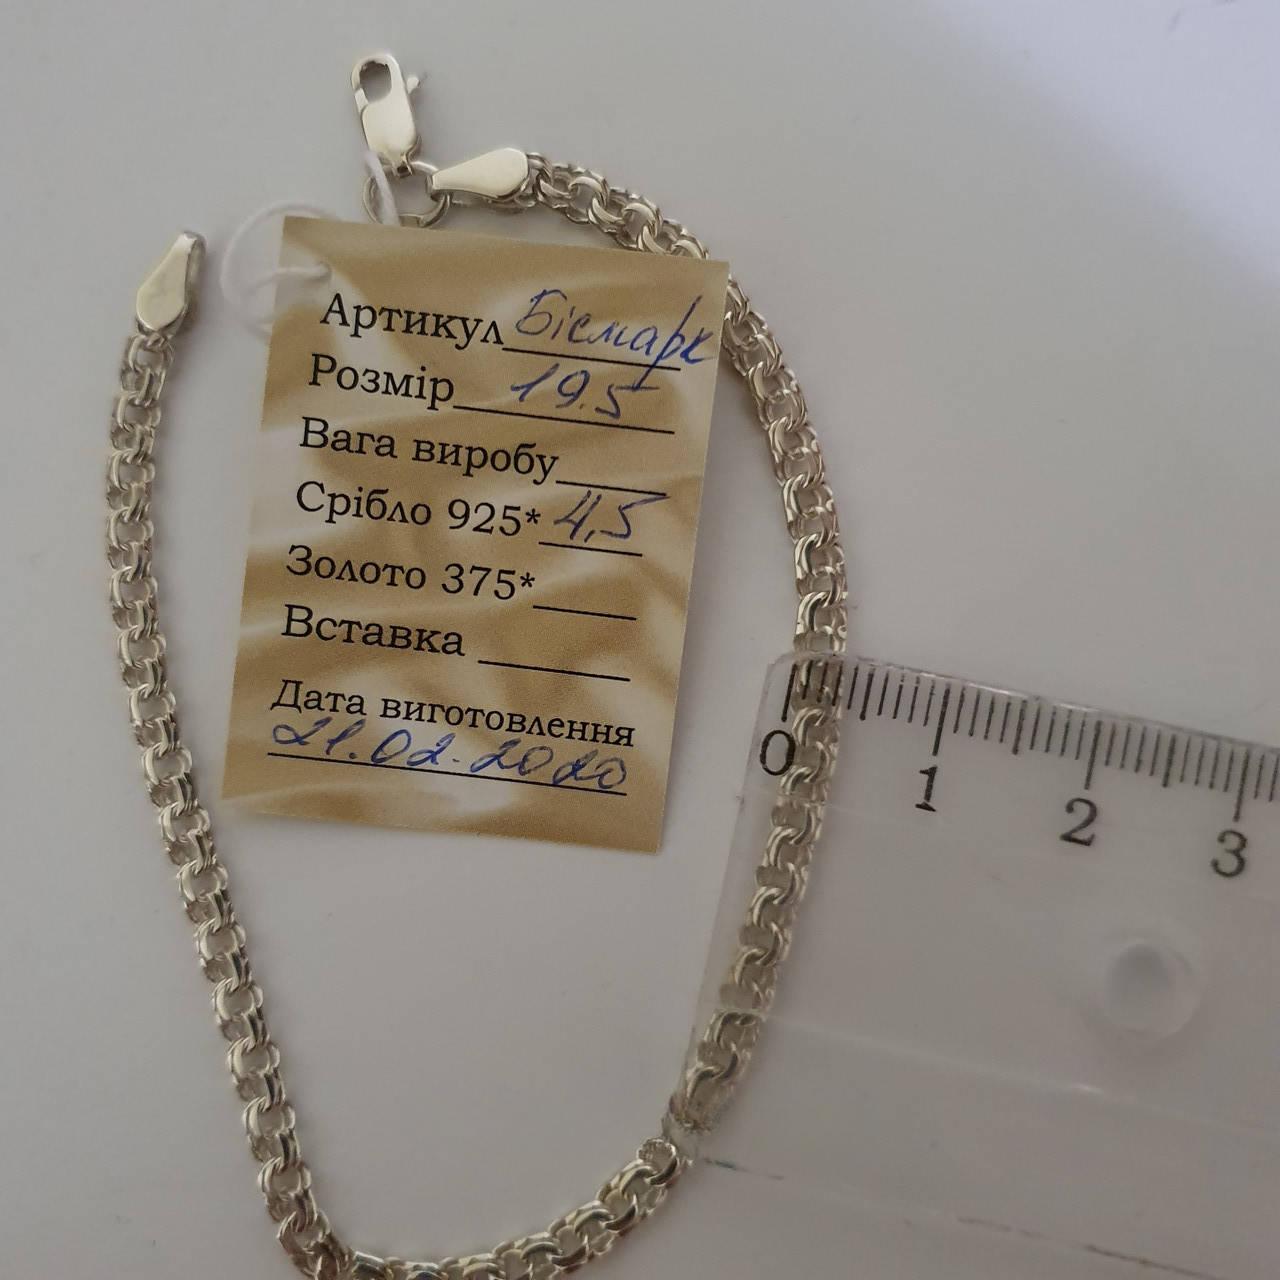 Артикул Бісмарк
Розмір 19.5
Вага виробу
Срібло 925* 4,5
Золото 375*
Вставка
Дата виготовлення
21.02.2020
0 1 2 3